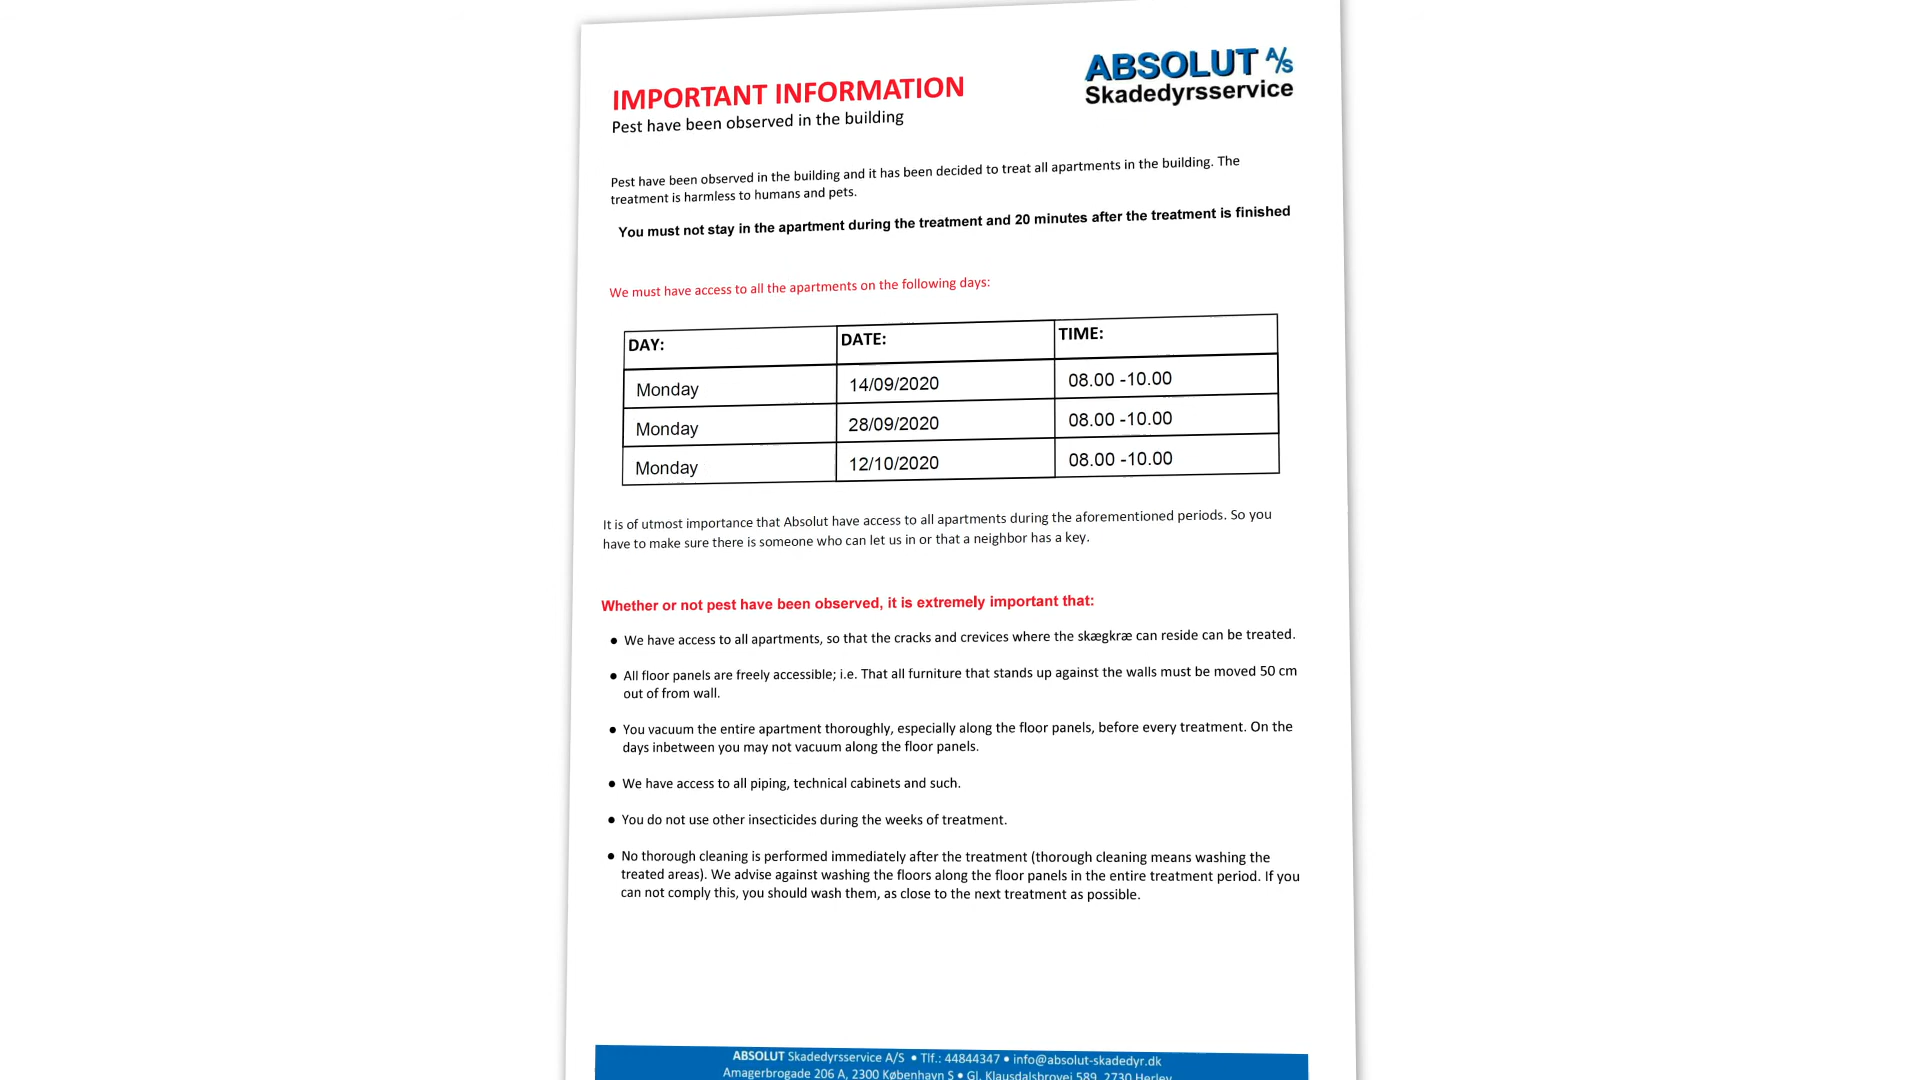 ABSOLUT A/S
Skadedyrsservice
IMPORTANT INFORMATION
Pest have been observed in the building
Pest have been observed in the building and it has been decided to treat all apartments in the building. The
treatment is harmless to humans and pets.
You must not stay in the apartment during the treatment and 20 minutes after the treatment is finished
We must have access to all the apartments on the following days:
DAY: DATE: TIME:
Monday 14/09/2020 08.00 -10.00
Monday 28/09/2020 08.00 -10.00
Monday 12/10/2020 08.00 -10.00
It is of utmost importance that Absolut have access to all apartments during the aforementioned periods. So you
have to make sure there is someone who can let us in or that a neighbor has a key.
Whether or not pest have been observed, it is extremely important that:
● We have access to all apartments, so that the cracks and crevices where the skægkræ can reside can be treated.
● All floor panels are freely accessible; i.e. That all furniture that stands up against the walls must be moved 50 cm
out of from wall.
● You vacuum the entire apartment thoroughly, especially along the floor panels, before every treatment. On the
days inbetween you may not vacuum along the floor panels.
● We have access to all piping, technical cabinets and such.
● You do not use other insecticides during the weeks of treatment.
● No thorough cleaning is performed immediately after the treatment (thorough cleaning means washing the
treated areas). We advise against washing the floors along the floor panels in the entire treatment period. If you
can not comply this, you should wash them, as close to the next treatment as possible.
ABSOLUT Skadedyrsservice A/S ● Tlf.: 44844347 ● info@absolut-skadedyr.dk
Amagerbrogade 206 A, 2300 København S ● Gl. Klausdalsbrovej 589, 2730 Herlev